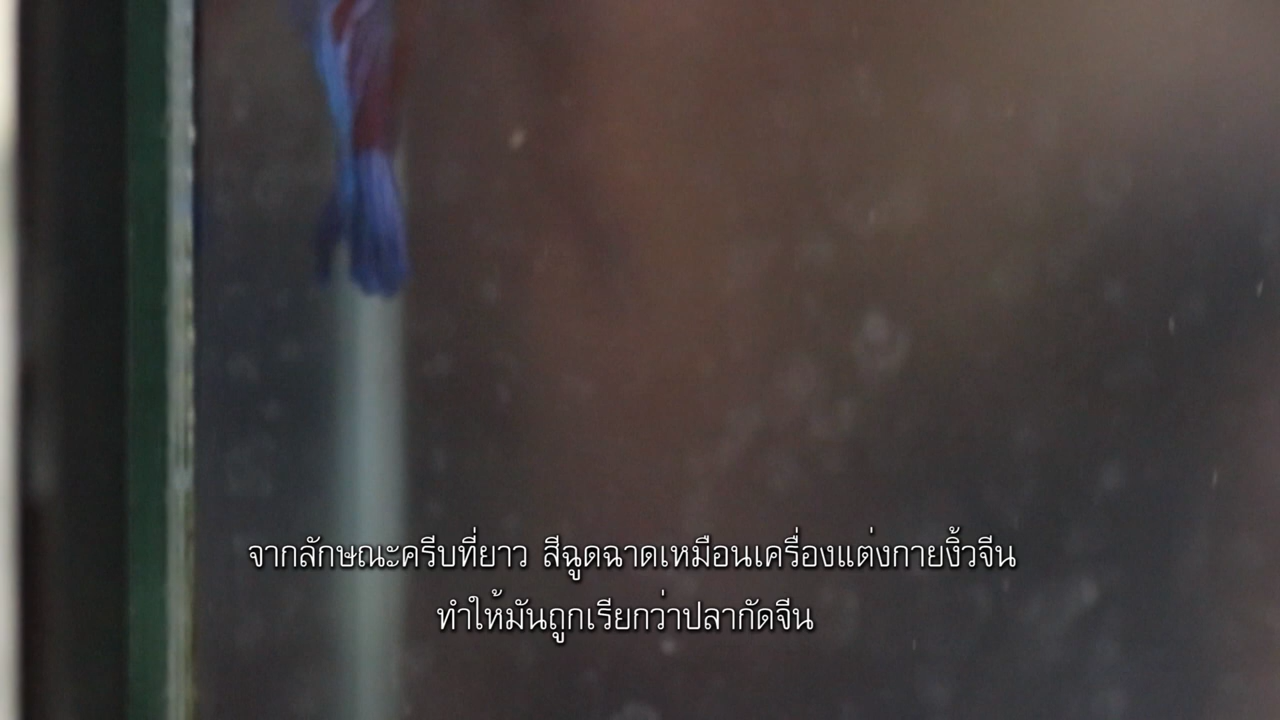 จากลักษณะครีบที่ยาว สีฉูดฉาดเหมือนเครื่องแต่งกายงิ้วจีน
ทำให้มันถูกเรียกว่าปลากัดจีน